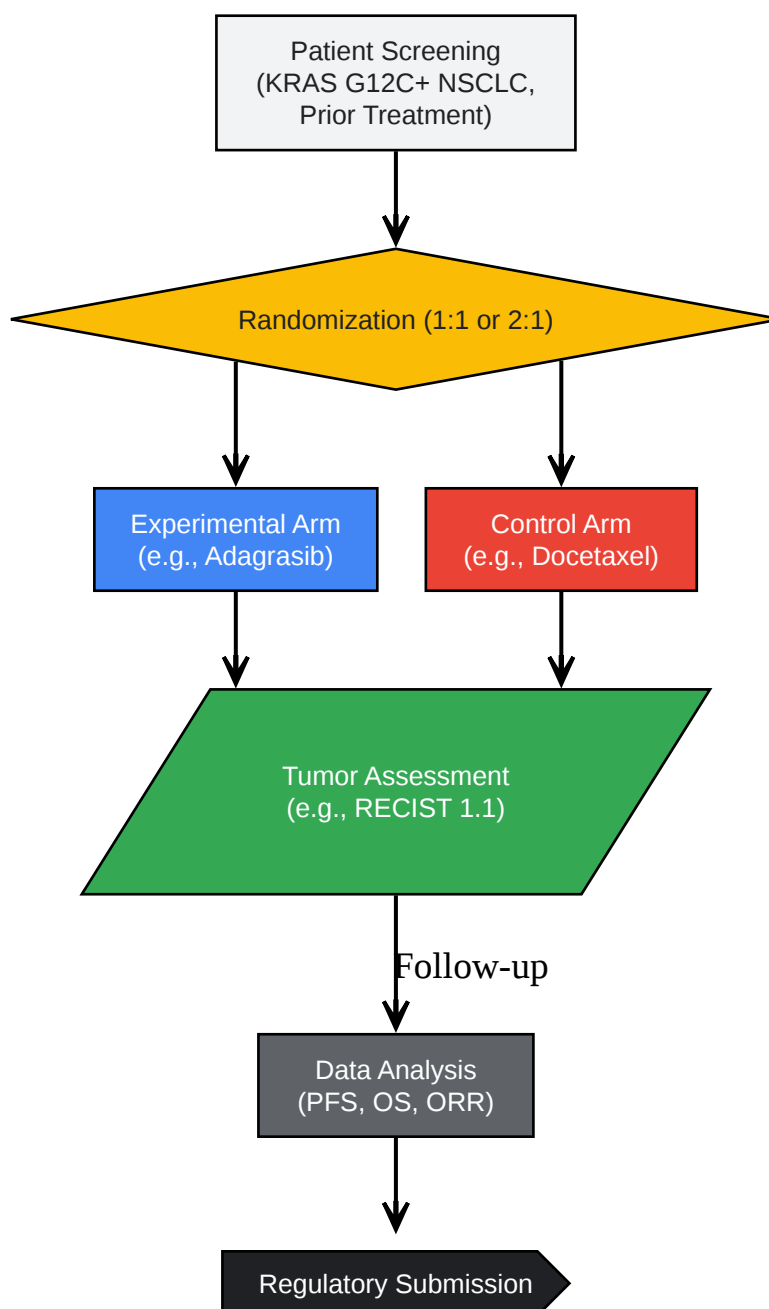 Patient Screening
(KRAS G12C+ NSCLC,
Prior Treatment)
Randomization (1:1 or 2:1)
Experimental Arm
(e.g., Adagrasib)
Control Arm
(e.g., Docetaxel)
Tumor Assessment
(e.g., RECIST 1.1)
Follow-up
Data Analysis
(PFS, OS, ORR)
Regulatory Submission